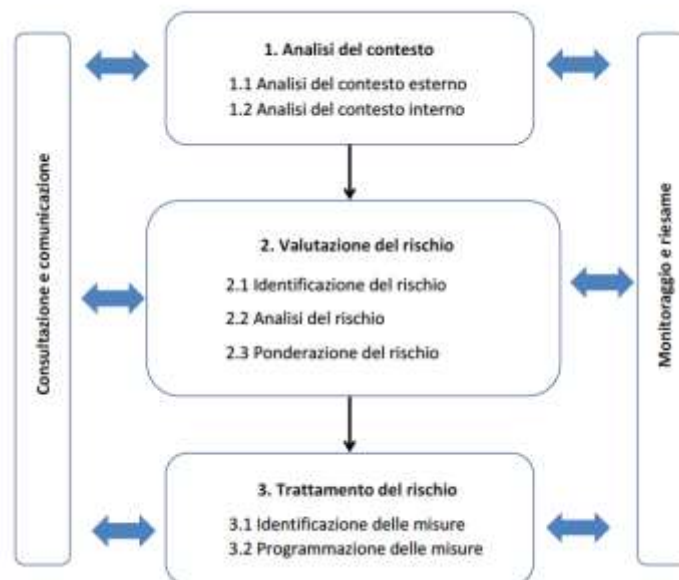 Consultazione e comunicazione
1. Analisi del contesto
1.1 Analisi del contesto esterno
1.2 Analisi del contesto interno
2. Valutazione del rischio
2.1 Identificazione del rischio
2.2 Analisi del rischio
2.3 Ponderazione del rischio
3. Trattamento del rischio
3.1 Identificazione delle misure
3.2 Programmazione delle misure
Monitoraggio e riesame